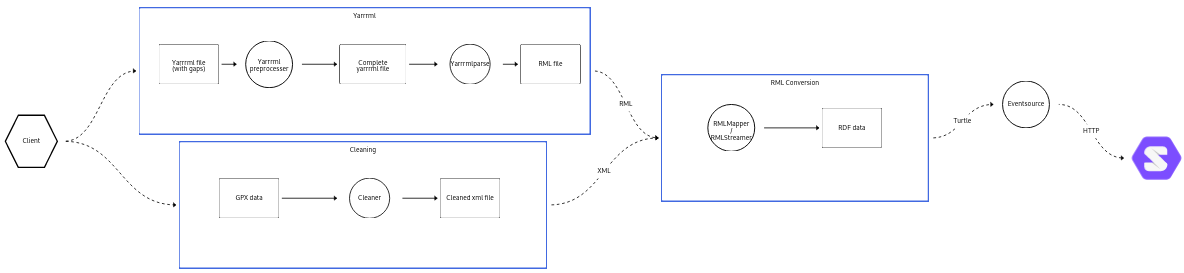 Yarrrml
Yarrrml file
(with gaps)
Yarrrml
preprocesser
Complete
yarrrml file
Yarrrmlparse
RML file
Client
RML
XML
Cleaning
GPX data
Cleaner
Cleaned xml file
RML Conversion
RMLMapper
/
RMLStreamer
RDF data
Turtle
Eventsource
HTTP